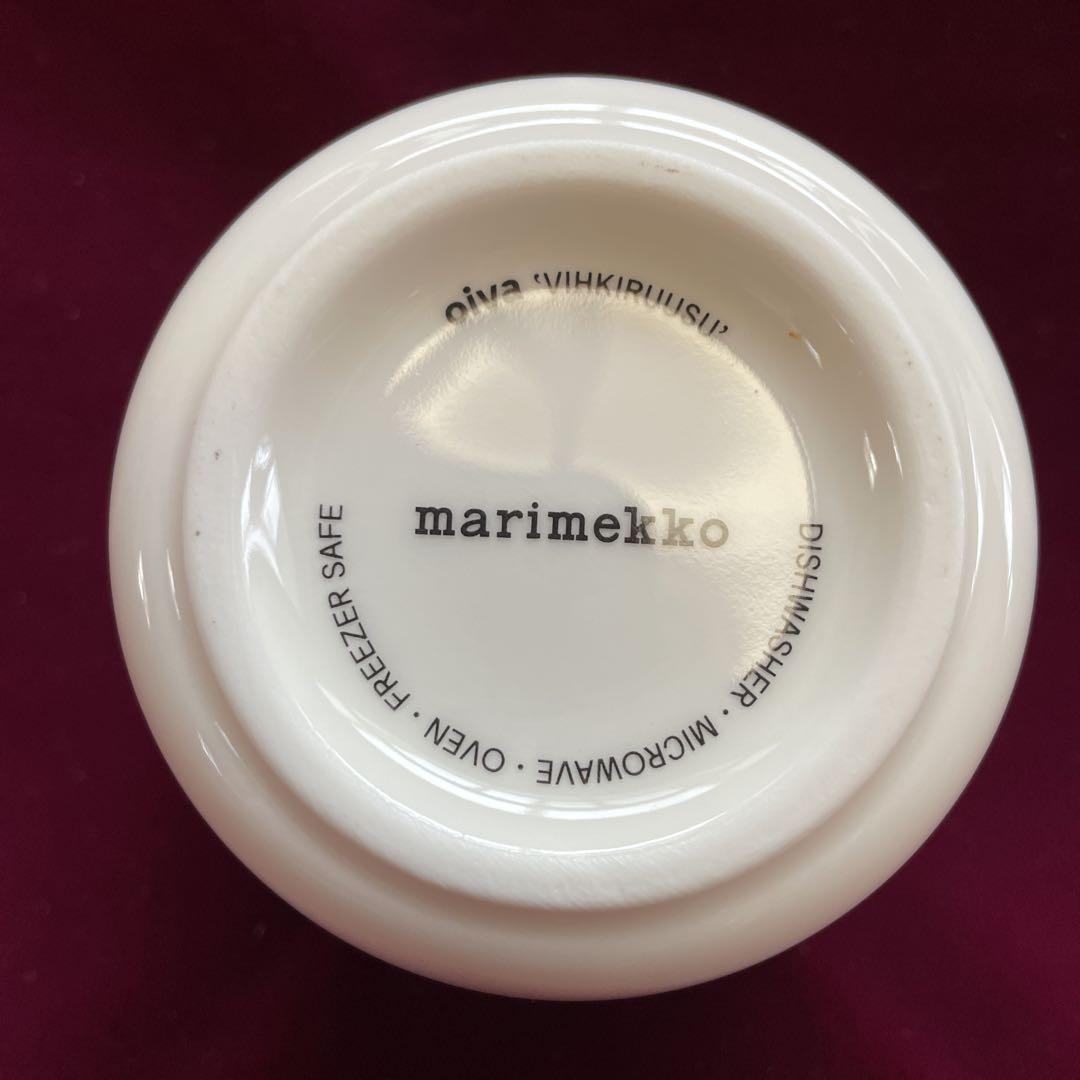 oiva ‘VIHKIRUUSU’
marimekko
DISHWASHER · MICROWAVE · OVEN · FREEZER SAFE